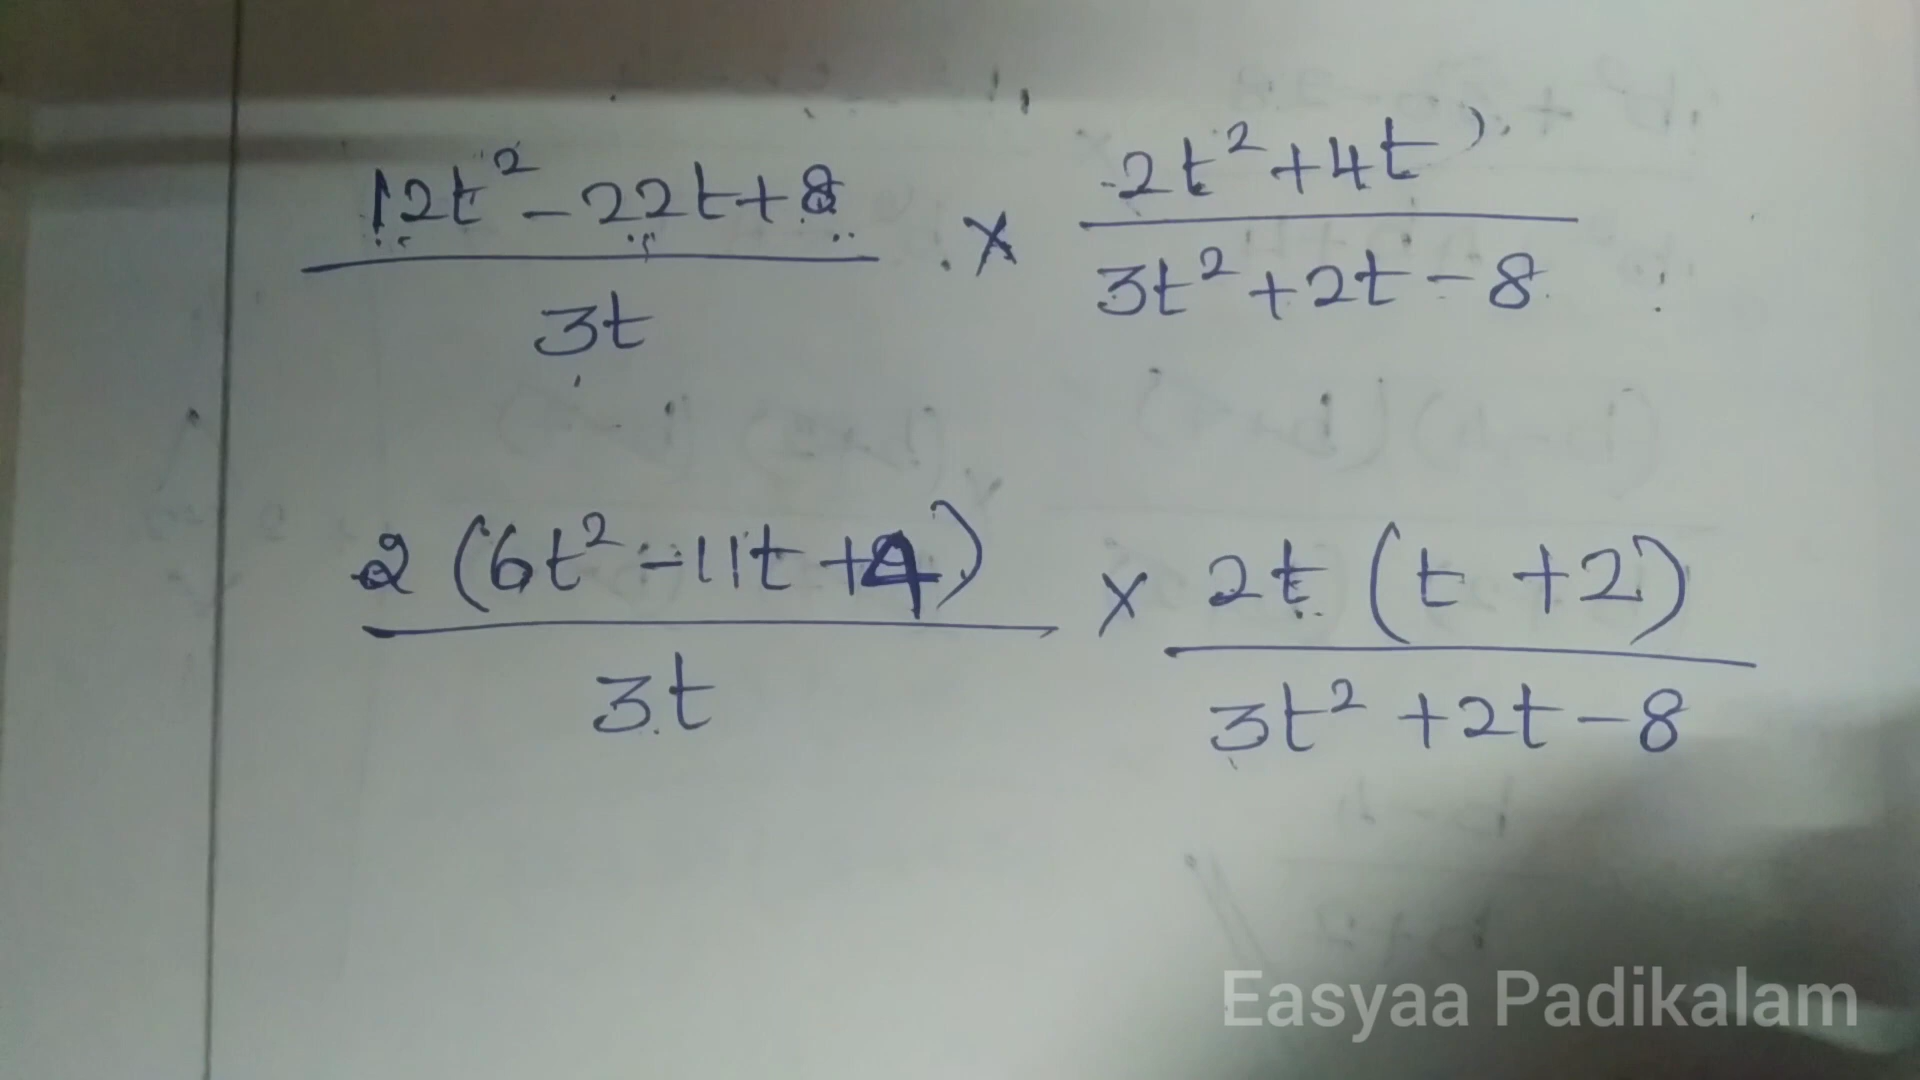 12t² - 22t + 8 / 3t × 2t² + 4t / 3t² + 2t - 8
2 (6t² - 11t + 4) / 3t × 2t (t + 2) / 3t² + 2t - 8
Easyaa Padikalam